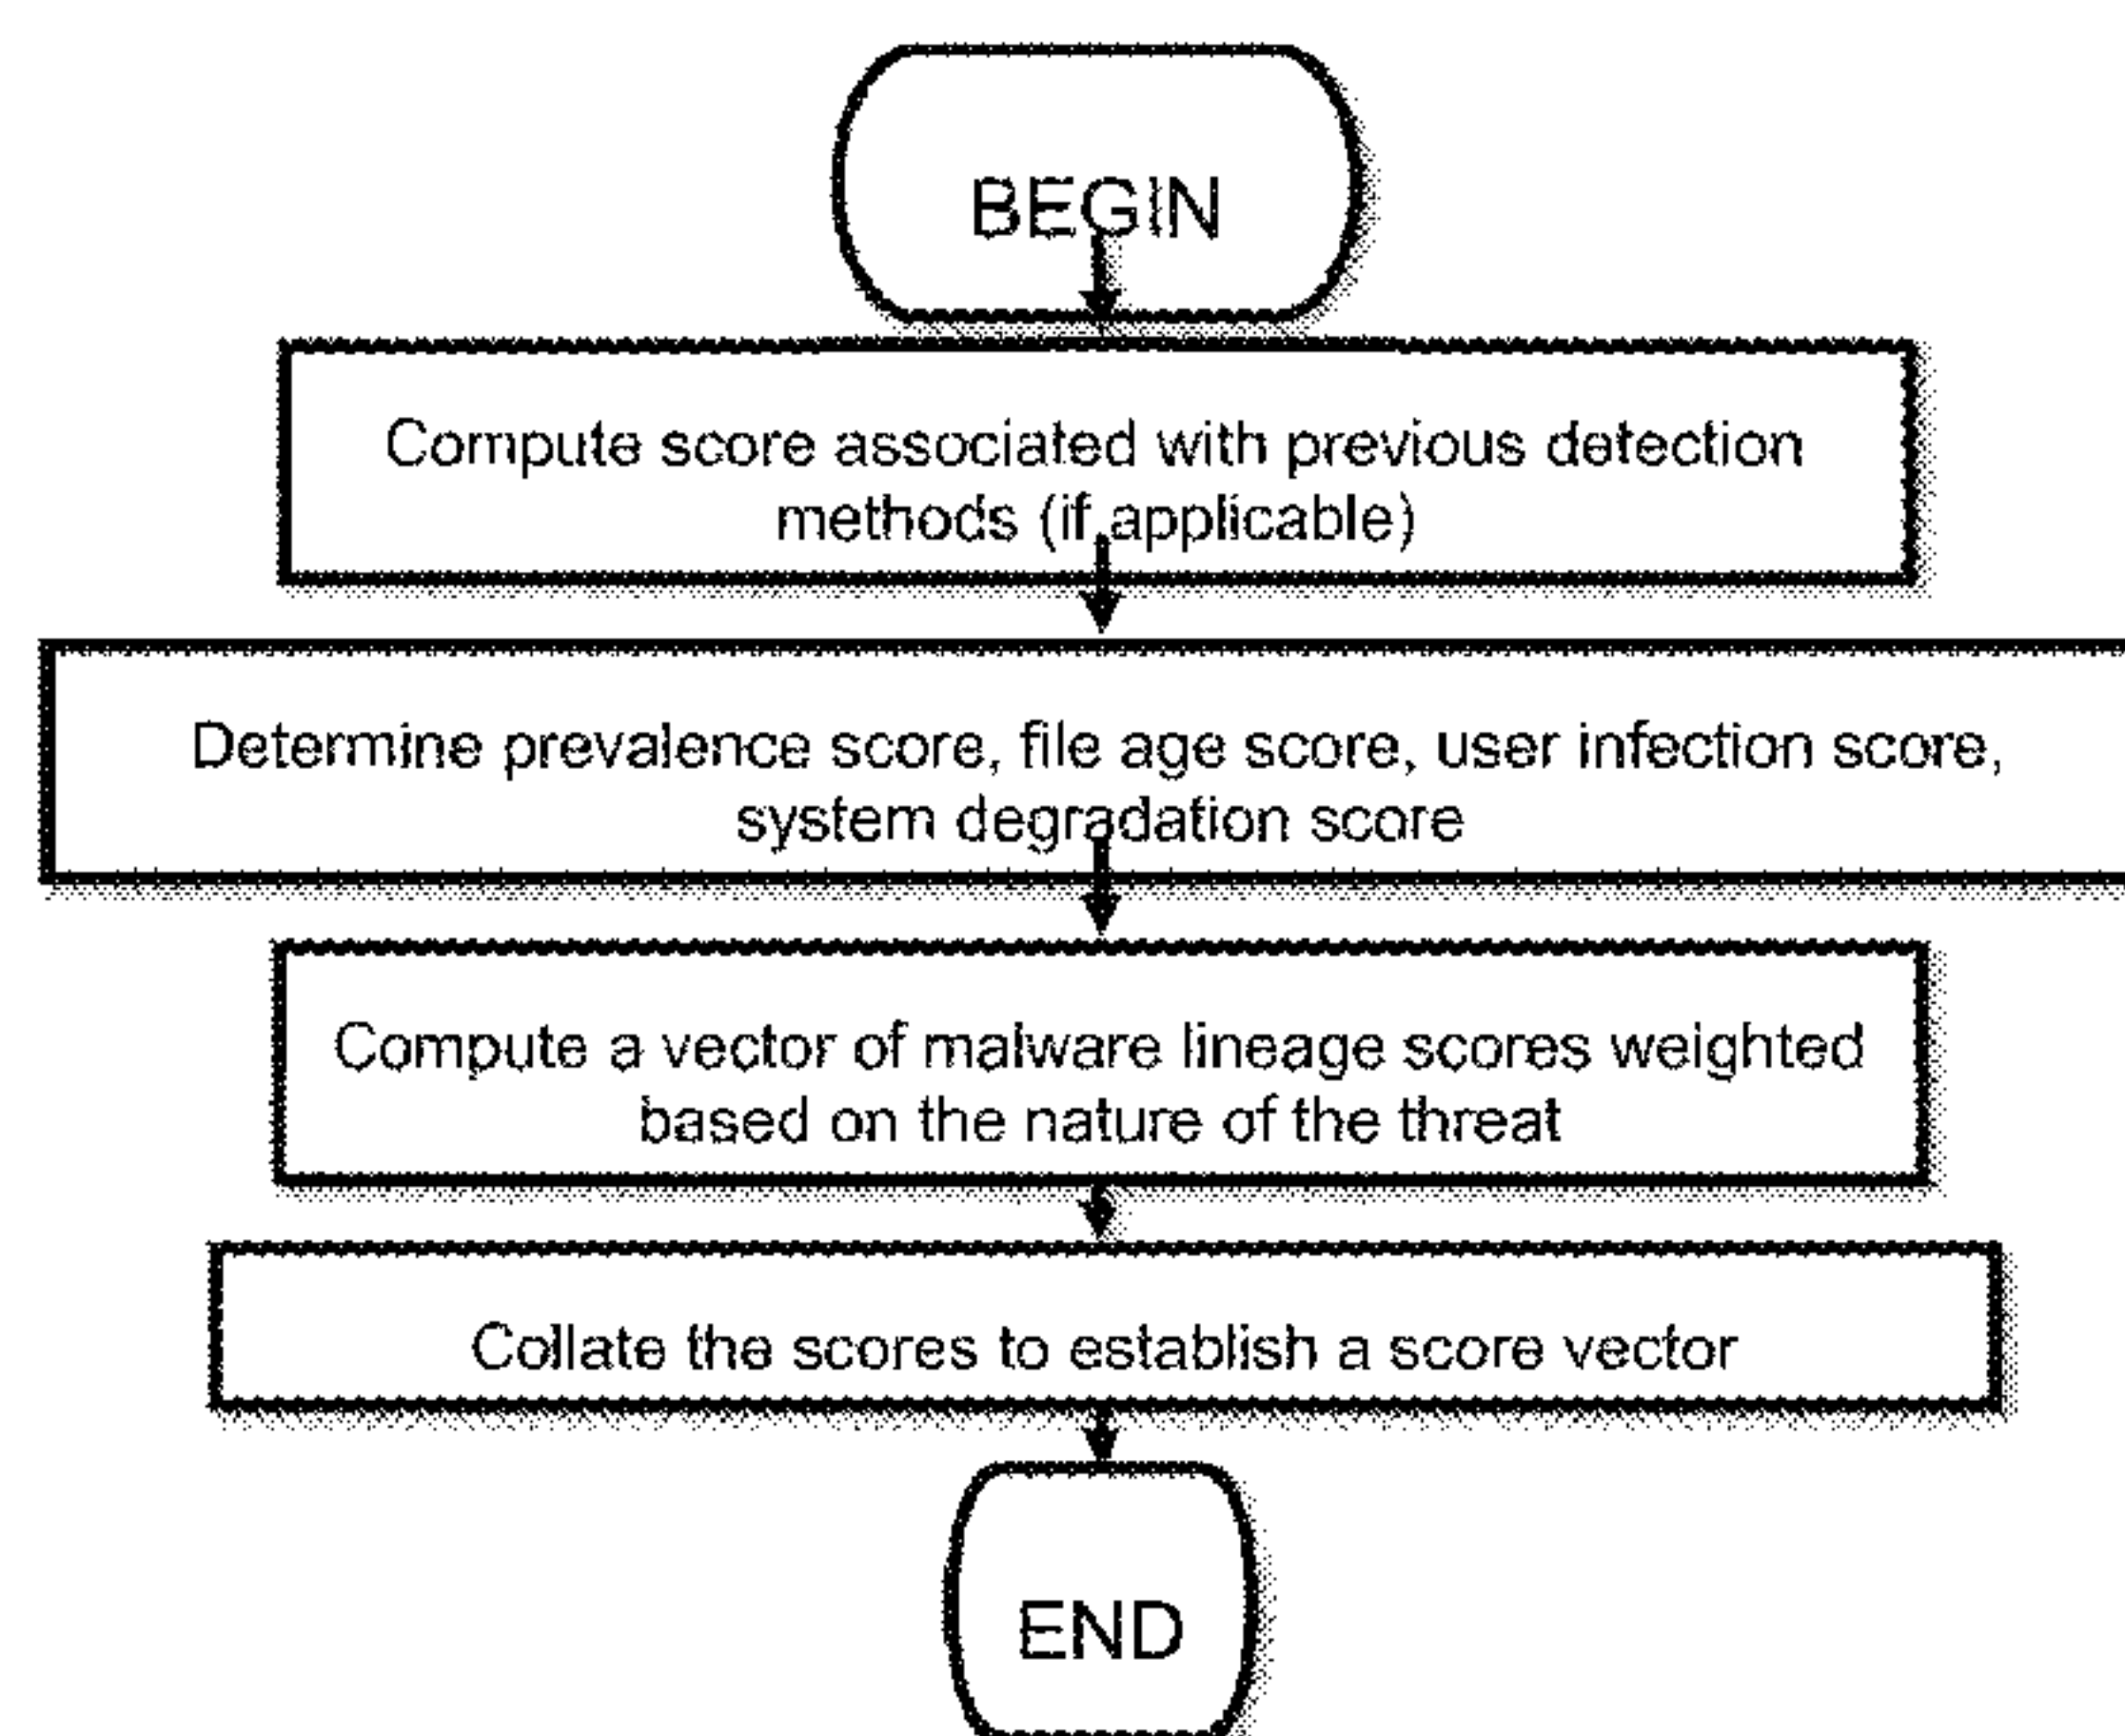 BEGIN
Compute score associated with previous detection
methods (if applicable)
Determine prevalence score, file age score, user infection score,
system degradation score
Compute a vector of malware lineage scores weighted
based on the nature of the threat
Collate the scores to establish a score vector
END